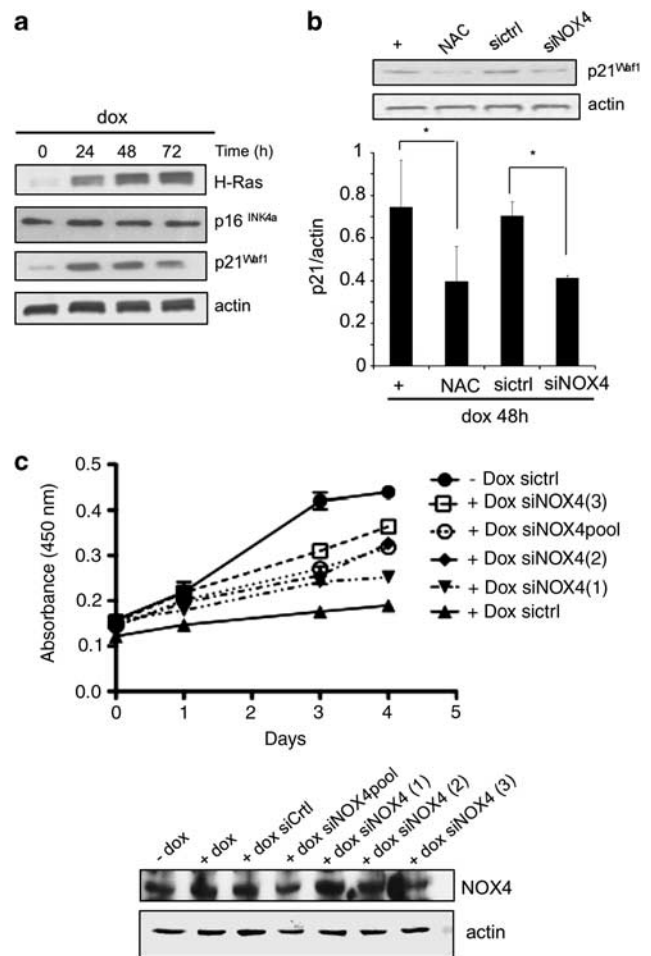 a
dox
0 24 48 72 Time (h)
H-Ras
p16 INK4a
p21Waf1
actin
b
+ NAC sictrl siNOX4
p21Waf1
actin
* *
p21/actin
1
0.8
0.6
0.4
0.2
0
+ NAC sictrl siNOX4
dox 48h
c
Absorbance (450 nm)
0.5
0.4
0.3
0.2
0.1
0.0
0 1 2 3 4 5
Days
- Dox sictrl
+ Dox siNOX4(3)
+ Dox siNOX4pool
+ Dox siNOX4(2)
+ Dox siNOX4(1)
+ Dox sictrl
- dox
+ dox
+ dox siCrtl
+ dox siNOX4pool
+ dox siNOX4 (1)
+ dox siNOX4 (2)
+ dox siNOX4 (3)
NOX4
actin